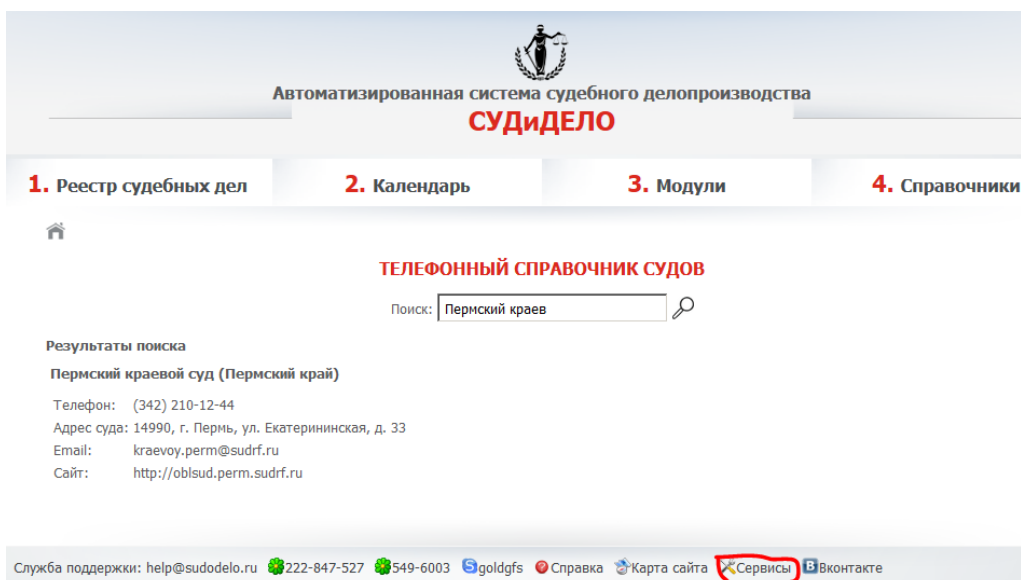 Автоматизированная система судебного делопроизводства
СУДиДЕЛО
1. Реестр судебных дел 2. Календарь 3. Модули 4. Справочники
ТЕЛЕФОННЫЙ СПРАВОЧНИК СУДОВ
Поиск: Пермский краев
Результаты поиска
Пермский краевой суд (Пермский край)
Телефон: (342) 210-12-44
Адрес суда: 14990, г. Пермь, ул. Екатерининская, д. 33
Email: kraevoy.perm@sudrf.ru
Сайт: http://oblsud.perm.sudrf.ru
Служба поддержки: help@sudodelo.ru 222-847-527 549-6003 goldgfs Справка Карта сайта Сервисы Вконтакте